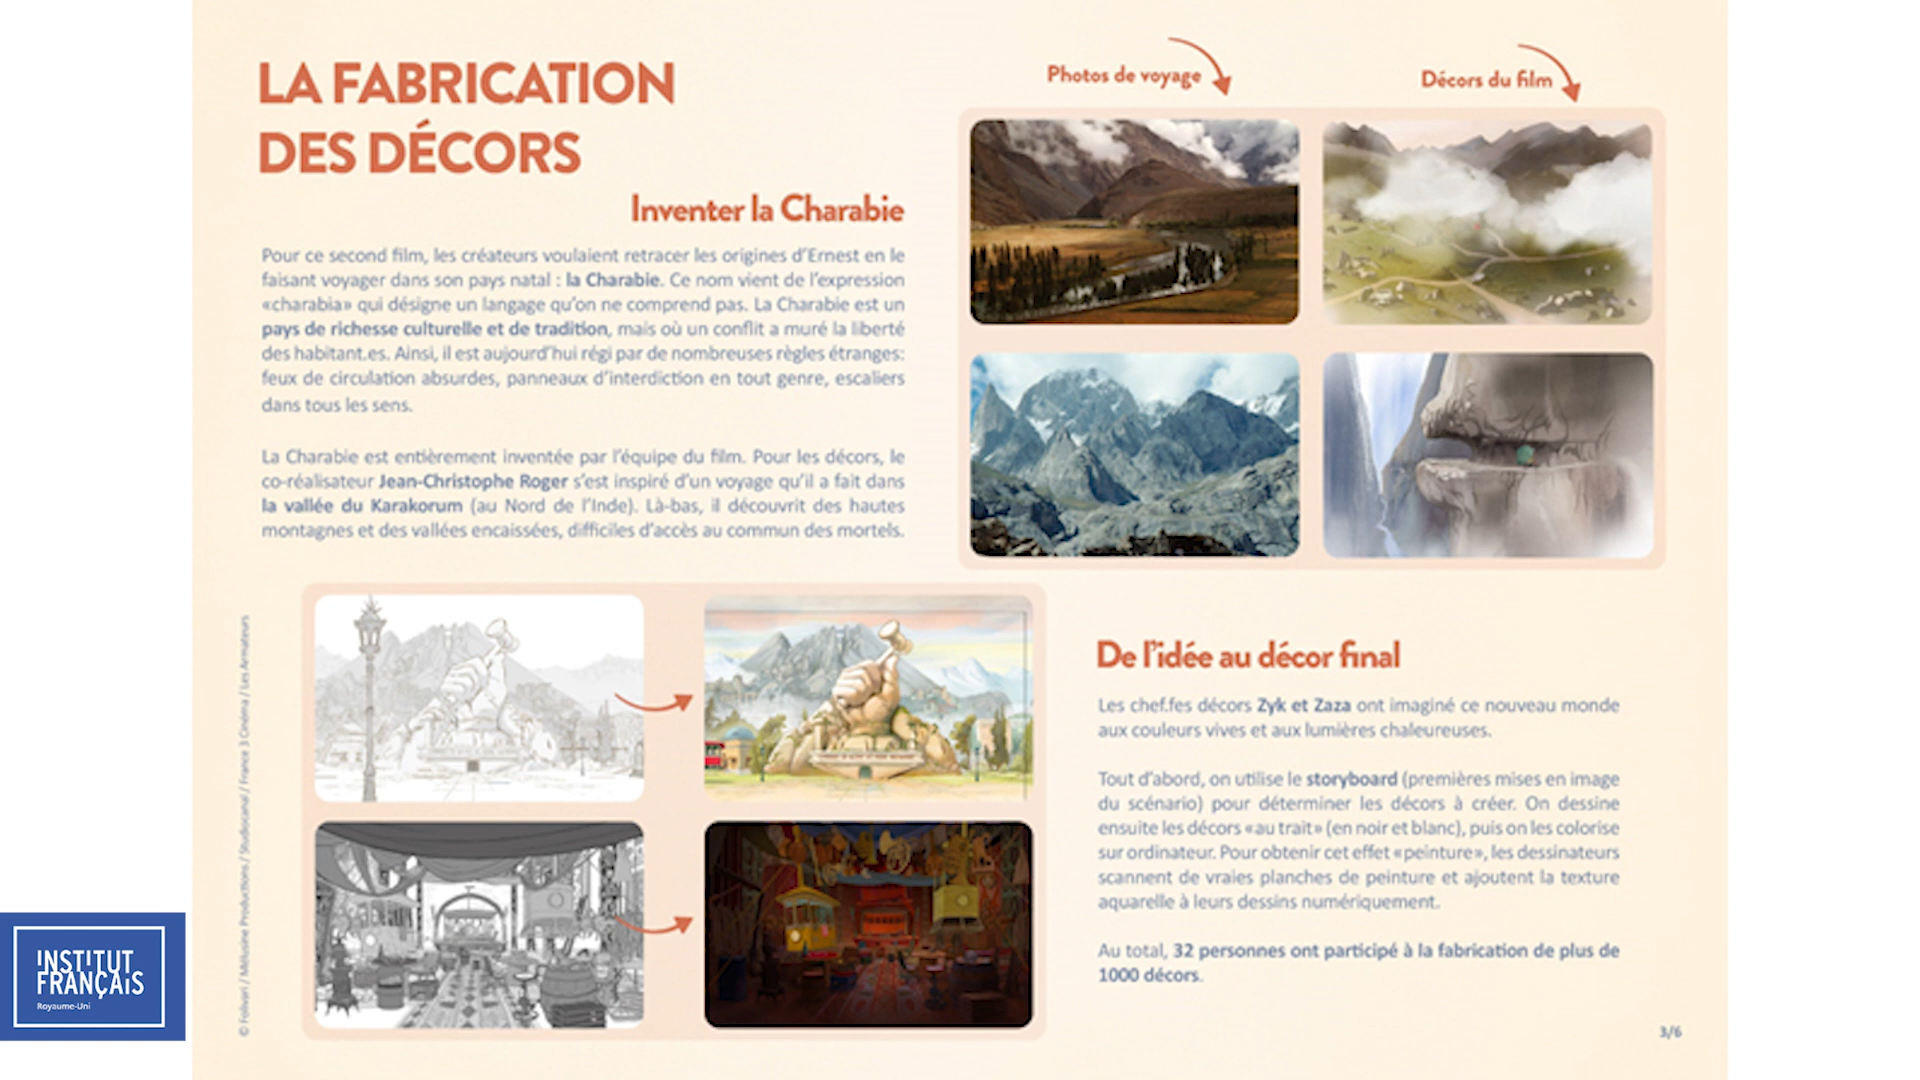 LA FABRICATION
DES DÉCORS
Inventer la Charabie
Pour ce second film, les créateurs voulaient retracer les origines d’Ernest en le
faisant voyager dans son pays natal : la Charabie. Ce nom vient de l’expression
«charabia» qui désigne un langage qu’on ne comprend pas. La Charabie est un
pays de richesse culturelle et de tradition, mais où un conflit a muré la liberté
des habitant.es. Ainsi, il est aujourd’hui régi par de nombreuses règles étranges:
feux de circulation absurdes, panneaux d’interdiction en tout genre, escaliers
dans tous les sens.
La Charabie est entièrement inventée par l’équipe du film. Pour les décors, le
co-réalisateur Jean-Christophe Roger s’est inspiré d’un voyage qu’il a fait dans
la vallée du Karakorum (au Nord de l’Inde). Là-bas, il découvrit des hautes
montagnes et des vallées encaissées, difficiles d’accès au commun des mortels.
Photos de voyage
Décors du film
De l’idée au décor final
Les chef.fes décors Zyk et Zaza ont imaginé ce nouveau monde
aux couleurs vives et aux lumières chaleureuses.
Tout d’abord, on utilise le storyboard (premières mises en image
du scénario) pour déterminer les décors à créer. On dessine
ensuite les décors «au trait» (en noir et blanc), puis on les colorise
sur ordinateur. Pour obtenir cet effet «peinture», les dessinateurs
scannent de vraies planches de peinture et ajoutent la texture
aquarelle à leurs dessins numériquement.
Au total, 32 personnes ont participé à la fabrication de plus de
1000 décors.
© Folivari / Mélusine Productions / Studiocanal / France 3 Cinéma / Les Armateurs
INSTITUT
FRANÇAIS
Royaume-Uni
3/6